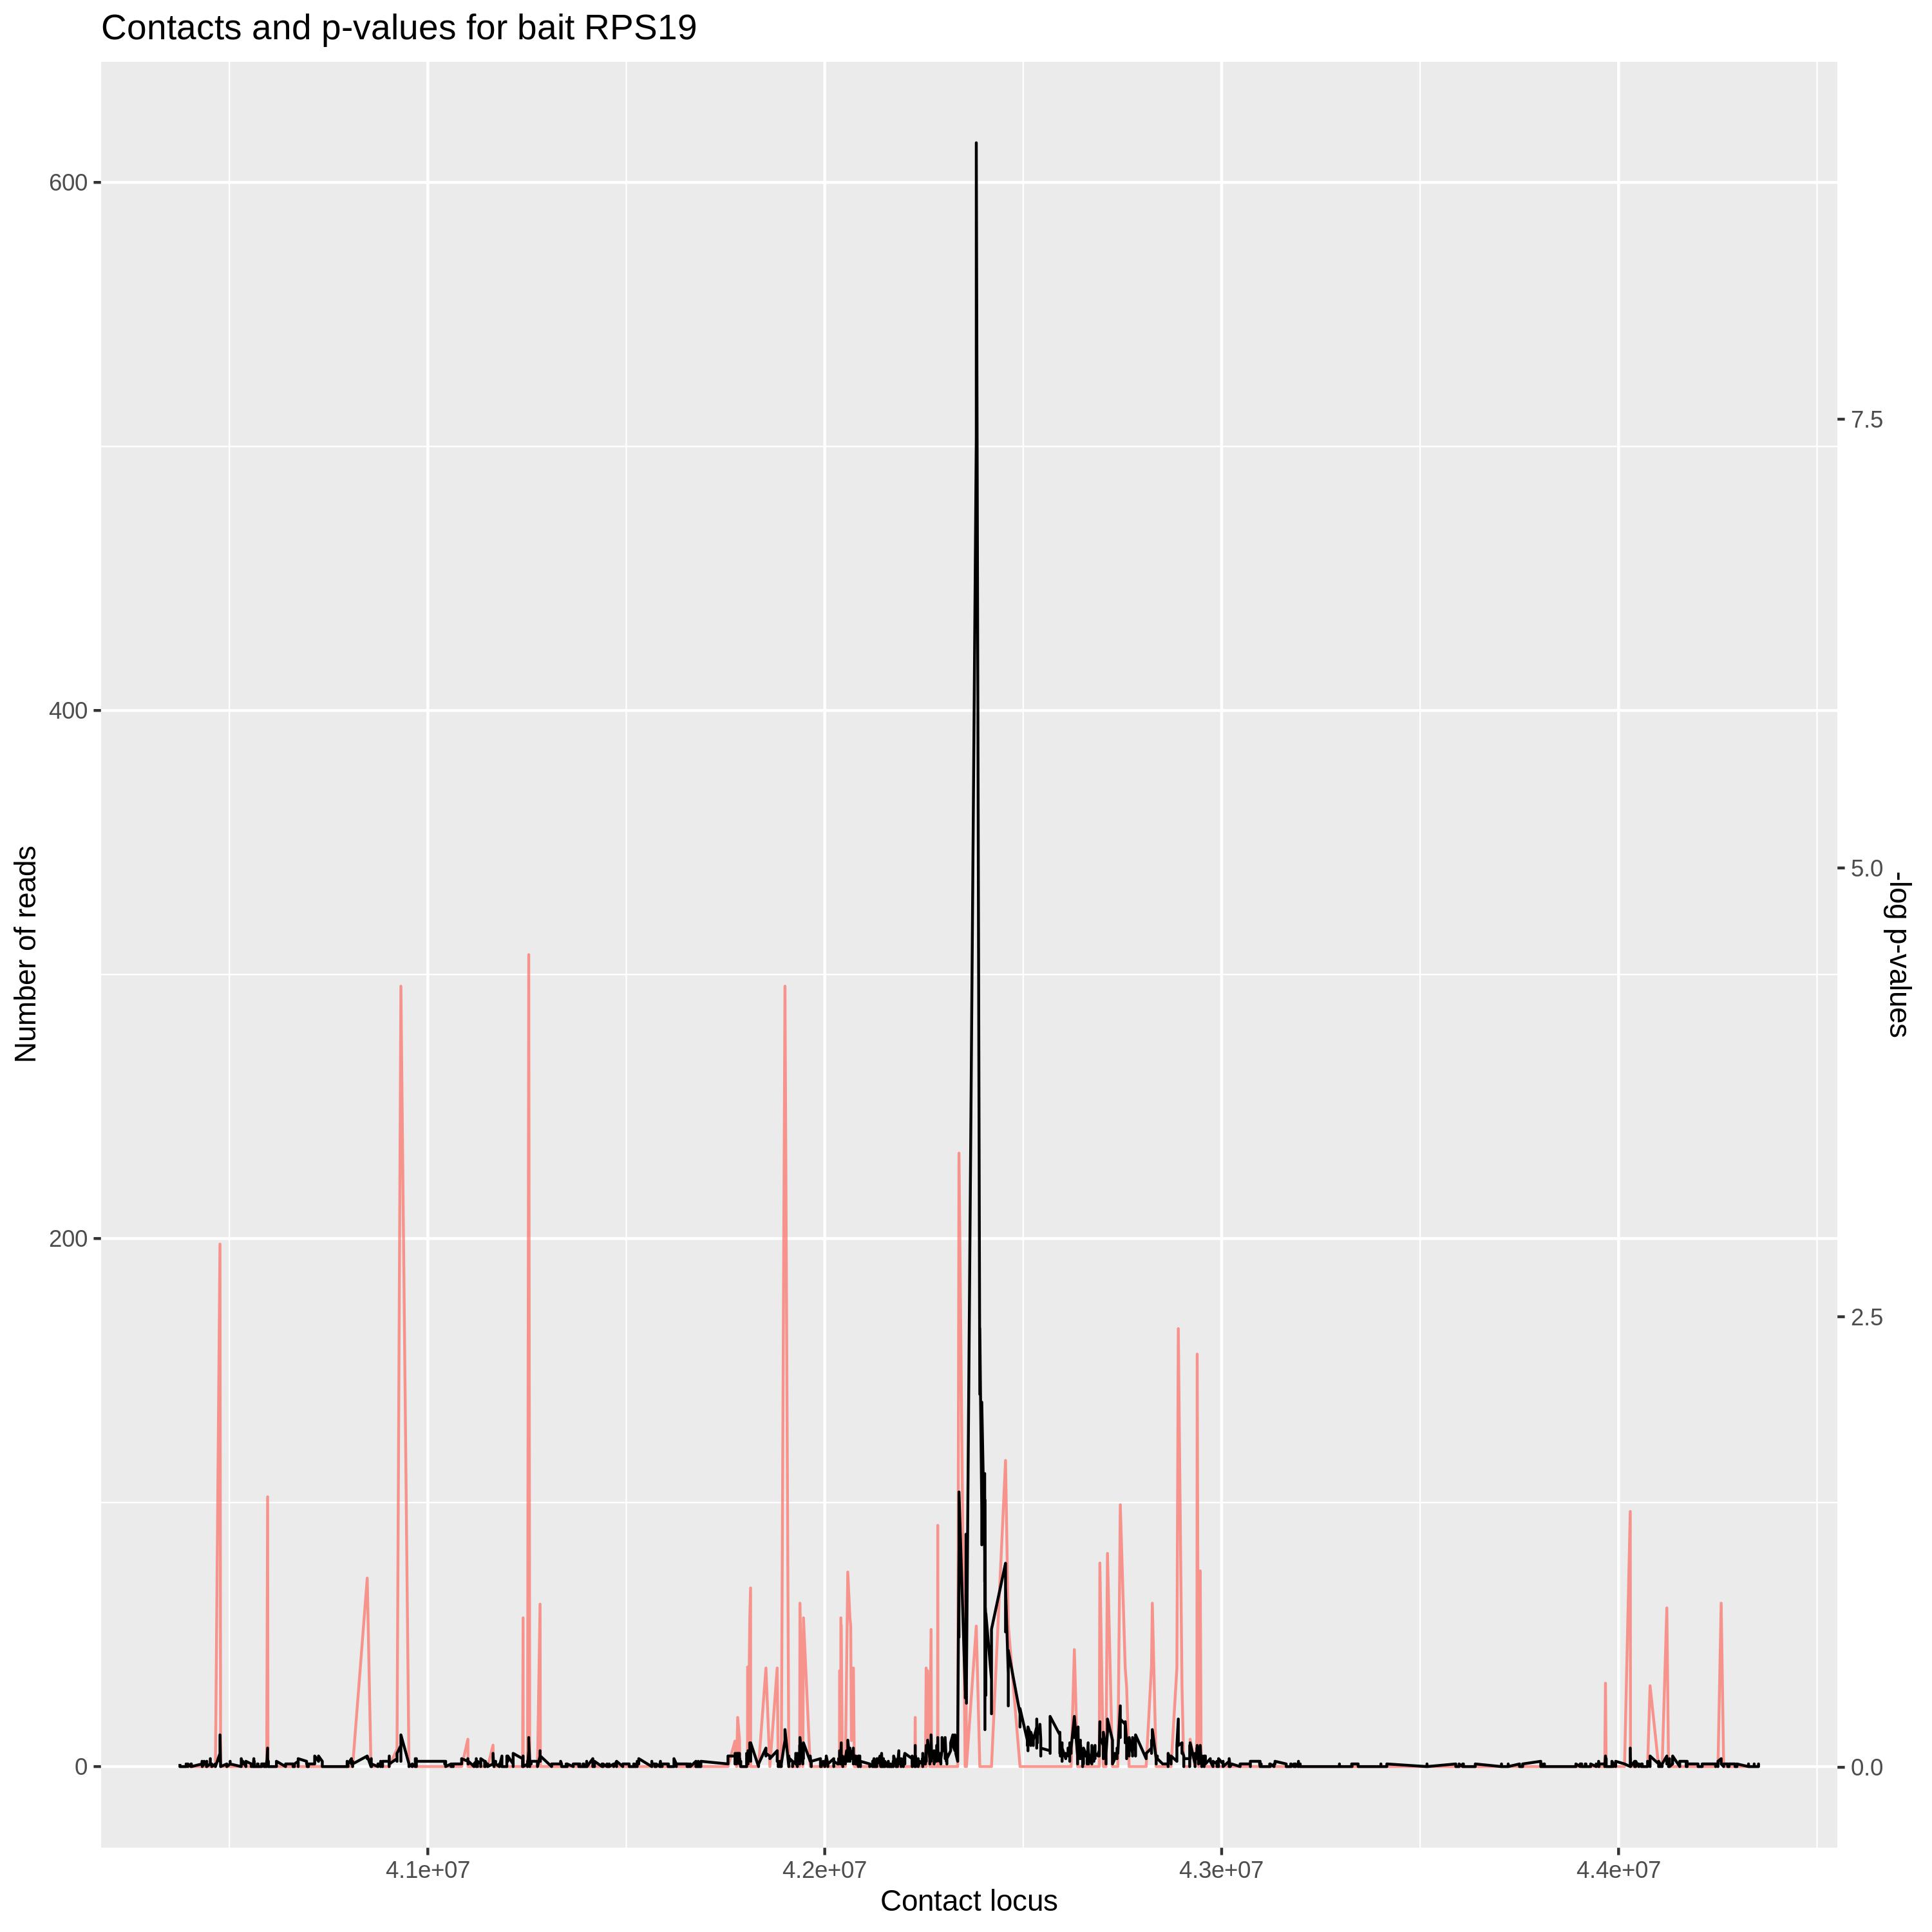 Contacts and p-values for bait RPS19
600
400
200
0
Number of reads
7.5
5.0
2.5
0.0
-log p-values
4.1e+07
4.2e+07
4.3e+07
4.4e+07
Contact locus